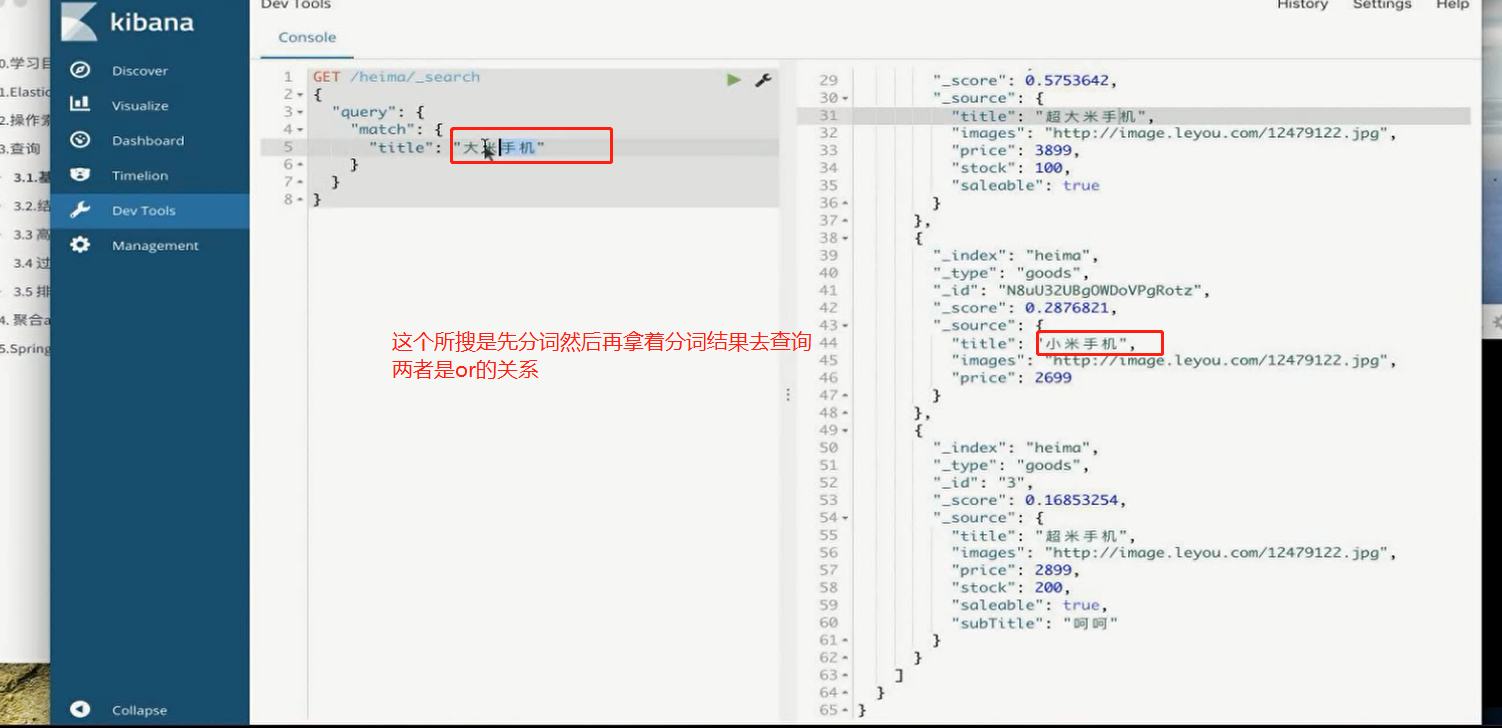 Dev Tools
History Settings Help
kibana
Console
Discover
Visualize
Dashboard
Timelion
Dev Tools
Management
Collapse
0.学习目
1.Elastic
2.操作索
3.查询
3.1.基
3.2.结
3.3 高
3.4 过
3.5 排
4. 聚合a
5.Spring
1 GET /heima/_search
2 {
3 "query": {
4 "match": {
5 "title": "大米手机"
6 }
7 }
8 }
这个所搜是先分词然后再拿着分词结果去查询
两者是or的关系
29 "_score": 0.5753642,
30 "_source": {
31 "title": "超大米手机",
32 "images": "http://image.leyou.com/12479122.jpg",
33 "price": 3899,
34 "stock": 100,
35 "saleable": true
36 }
37 },
38 {
39 "_index": "heima",
40 "_type": "goods",
41 "_id": "N8uU32UBgOWDoVPgRotz",
42 "_score": 0.2876821,
43 "_source": {
44 "title": "小米手机",
45 "images": "http://image.leyou.com/12479122.jpg",
46 "price": 2699
47 }
48 },
49 {
50 "_index": "heima",
51 "_type": "goods",
52 "_id": "3",
53 "_score": 0.16853254,
54 "_source": {
55 "title": "超米手机",
56 "images": "http://image.leyou.com/12479122.jpg",
57 "price": 2899,
58 "stock": 200,
59 "saleable": true,
60 "subTitle": "呵呵"
61 }
62 }
63 ]
64 }
65 }